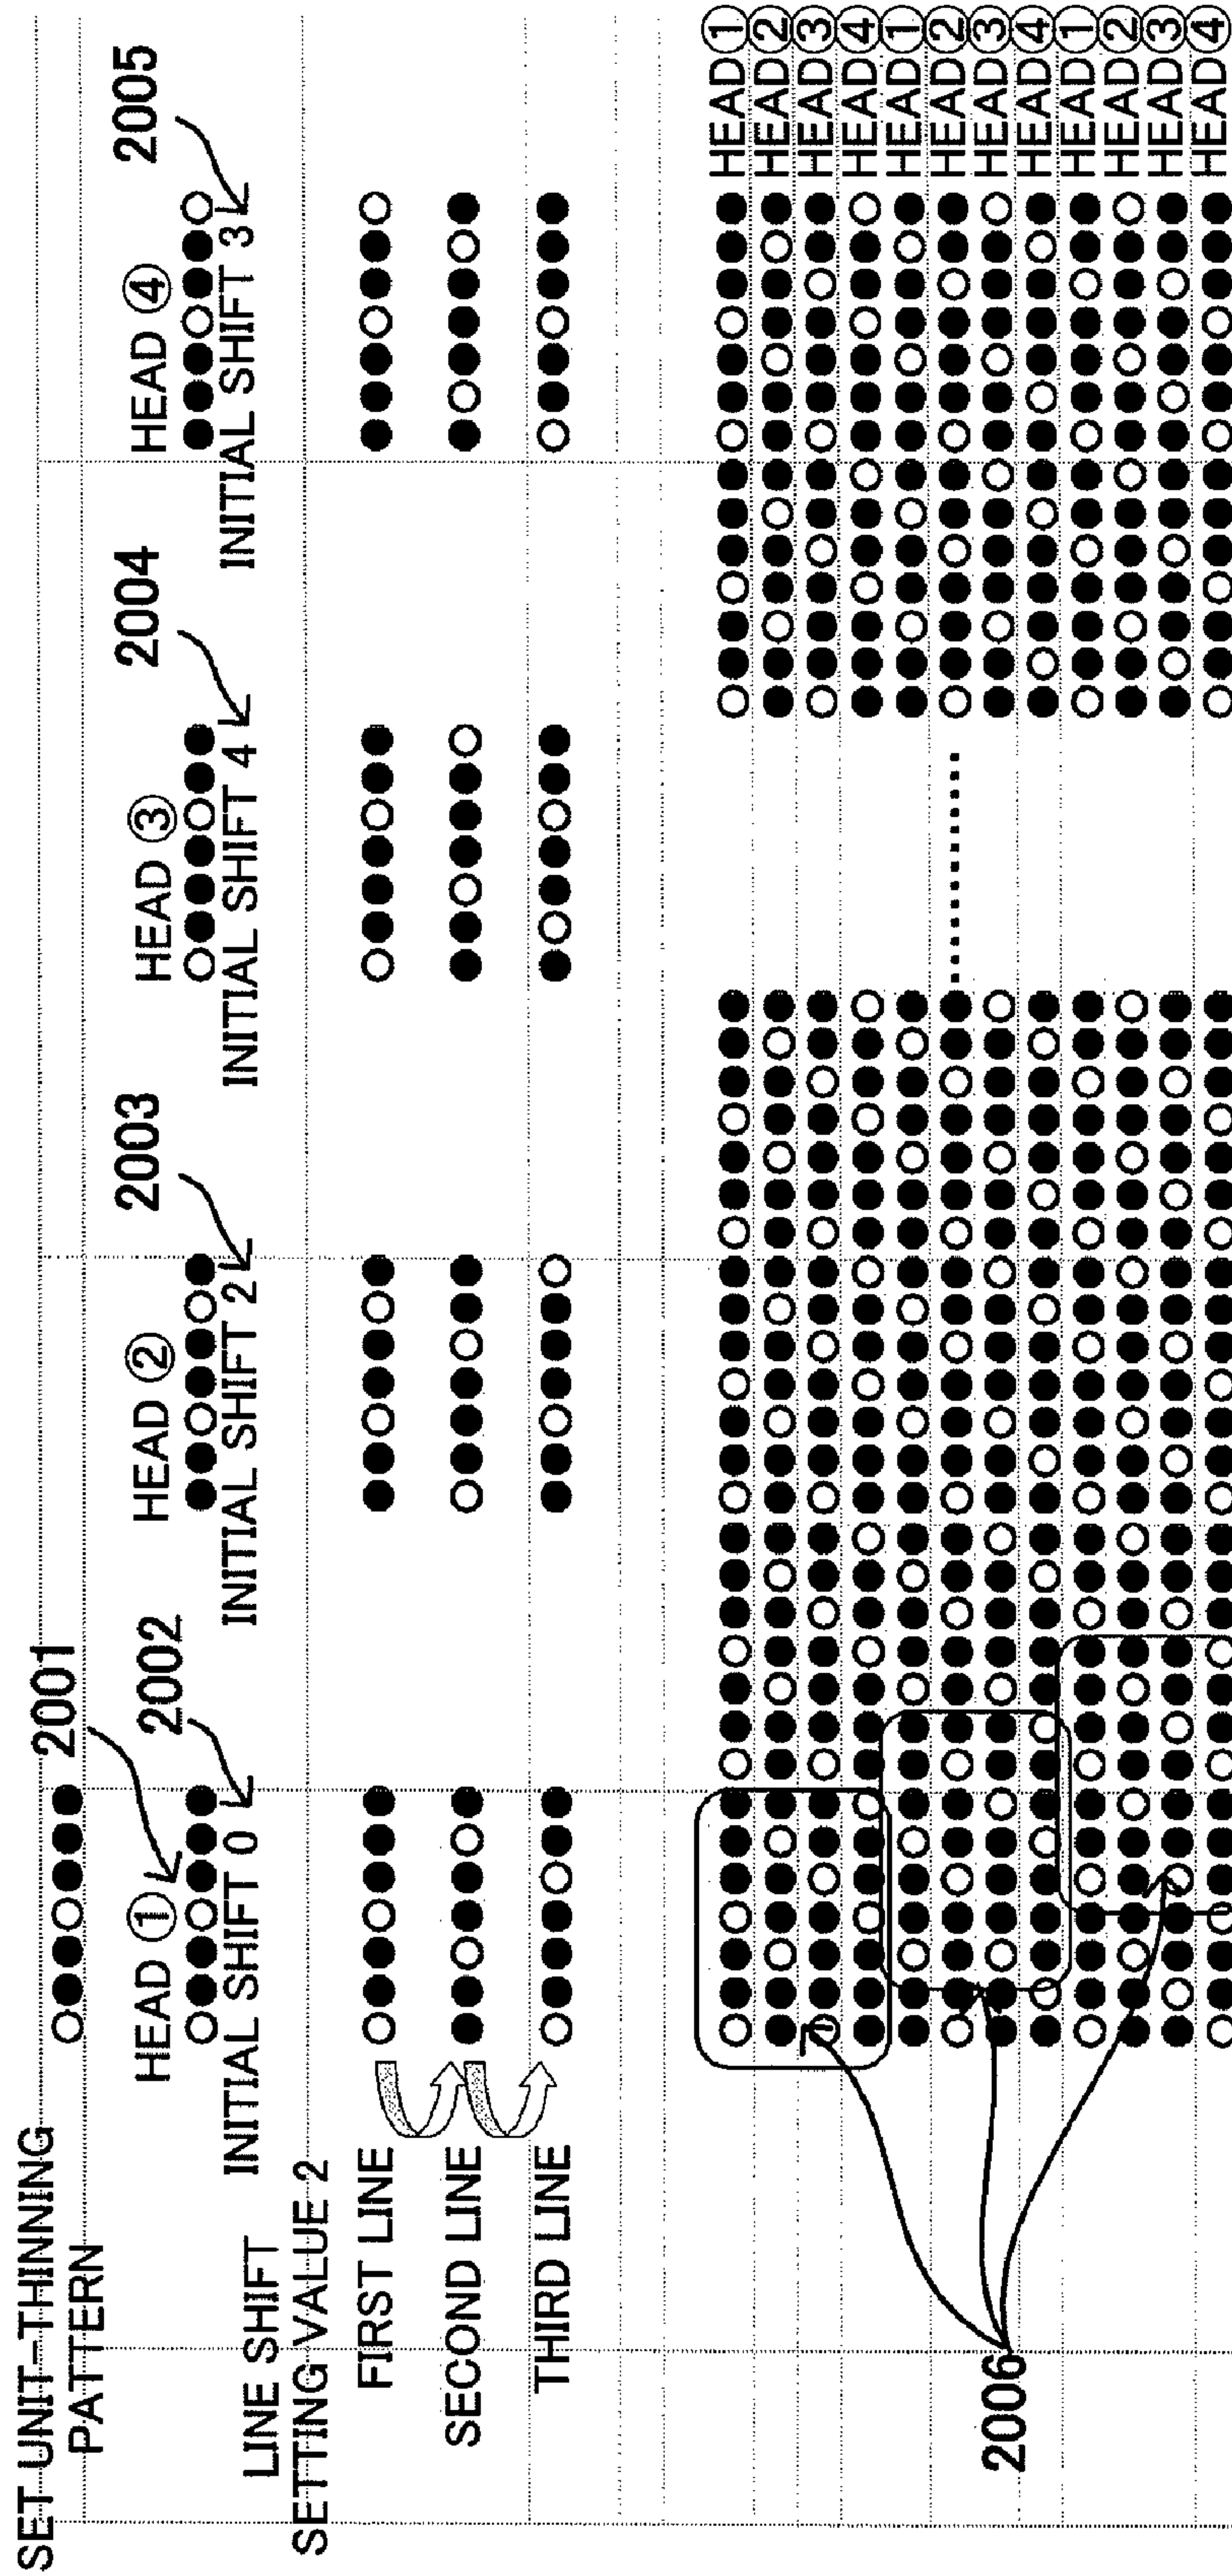 SET UNIT-THINNING
PATTERN
2001
HEAD ① HEAD ② HEAD ③ HEAD ④
2002 2003 2004 2005
INITIAL SHIFT 0 INITIAL SHIFT 2 INITIAL SHIFT 4 INITIAL SHIFT 3
LINE SHIFT
SETTING VALUE 2
FIRST LINE
SECOND LINE
THIRD LINE
HEAD①
HEAD②
HEAD③
HEAD④
HEAD①
HEAD②
HEAD③
HEAD④
HEAD①
HEAD②
HEAD③
HEAD④
2006